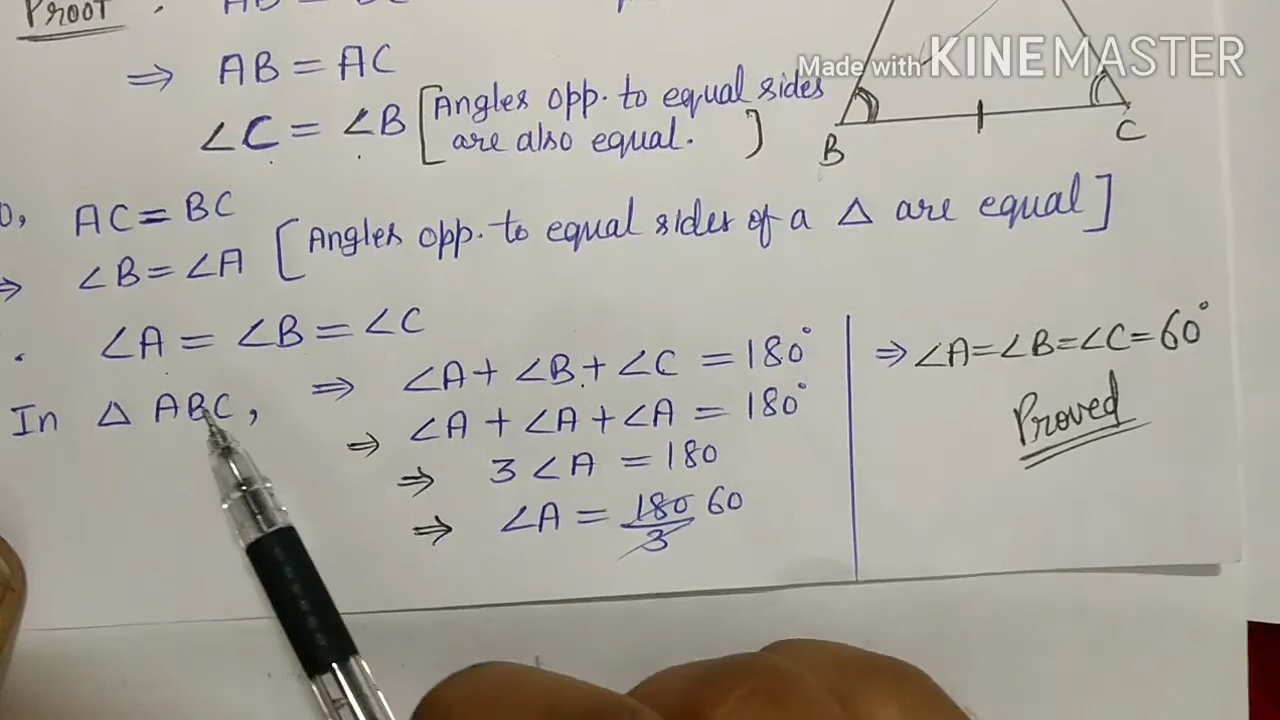 Proof :
⇒ AB = AC
∠C = ∠B [Angles opp. to equal sides are also equal.]
AC = BC
⇒ ∠B = ∠A [Angles opp. to equal sides of a Δ are equal]
∠A = ∠B = ∠C
In Δ ABC,
⇒ ∠A + ∠B + ∠C = 180°
⇒ ∠A + ∠A + ∠A = 180°
⇒ 3∠A = 180
⇒ ∠A = 180/3 60
⇒ ∠A = ∠B = ∠C = 60°
Proved
B
C
Made with KINEMASTER